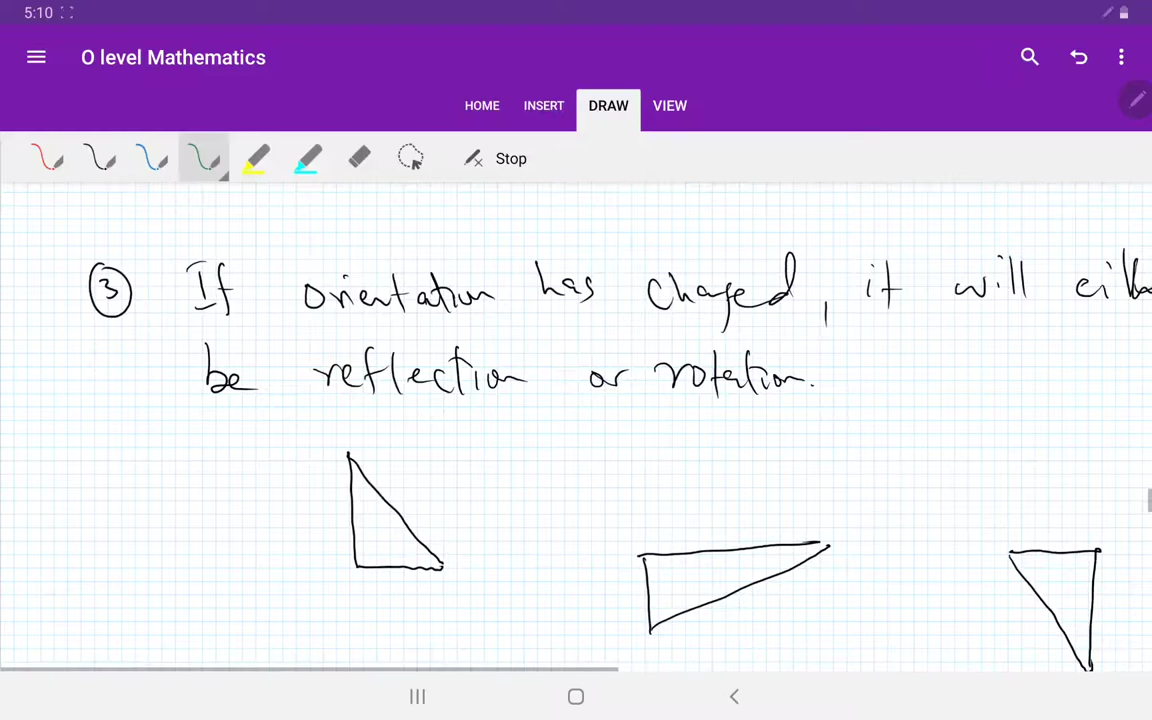 5:10
O level Mathematics
HOME INSERT DRAW VIEW
Stop
③ If orientation has changed, it will
be reflection or rotation.